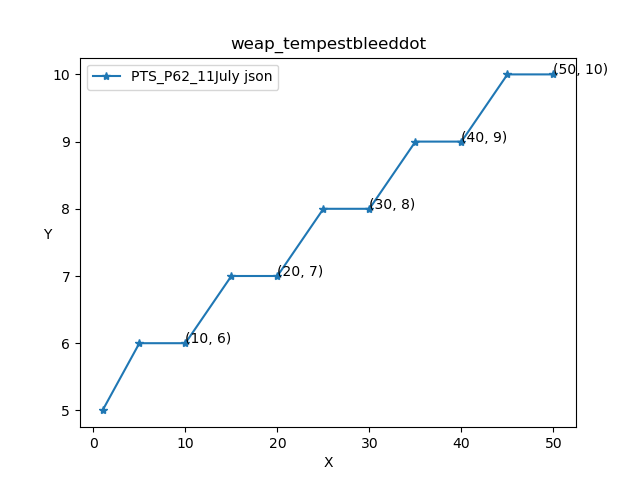 weap_tempestbleeddot
PTS_P62_11July json
10
(50, 10)
9
(40, 9)
8
(30, 8)
Y
7
(20, 7)
6
(10, 6)
5
0 10 20 30 40 50
X